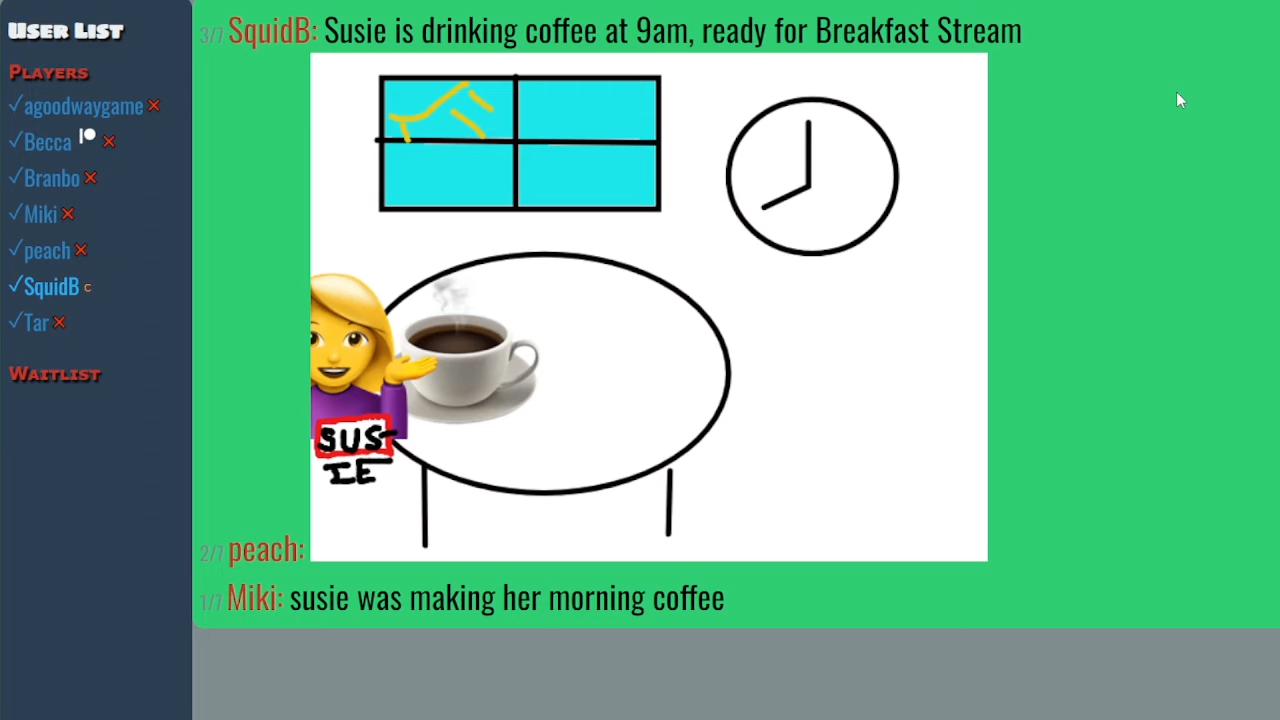 User List
Players
✓agoodwaygame ×
✓Becca ×
✓Branbo ×
✓Miki ×
✓peach ×
✓SquidB c
✓Tar ×
Waitlist
3/7 SquidB: Susie is drinking coffee at 9am, ready for Breakfast Stream
SUS-
IE
2/7 peach:
1/7 Miki: susie was making her morning coffee